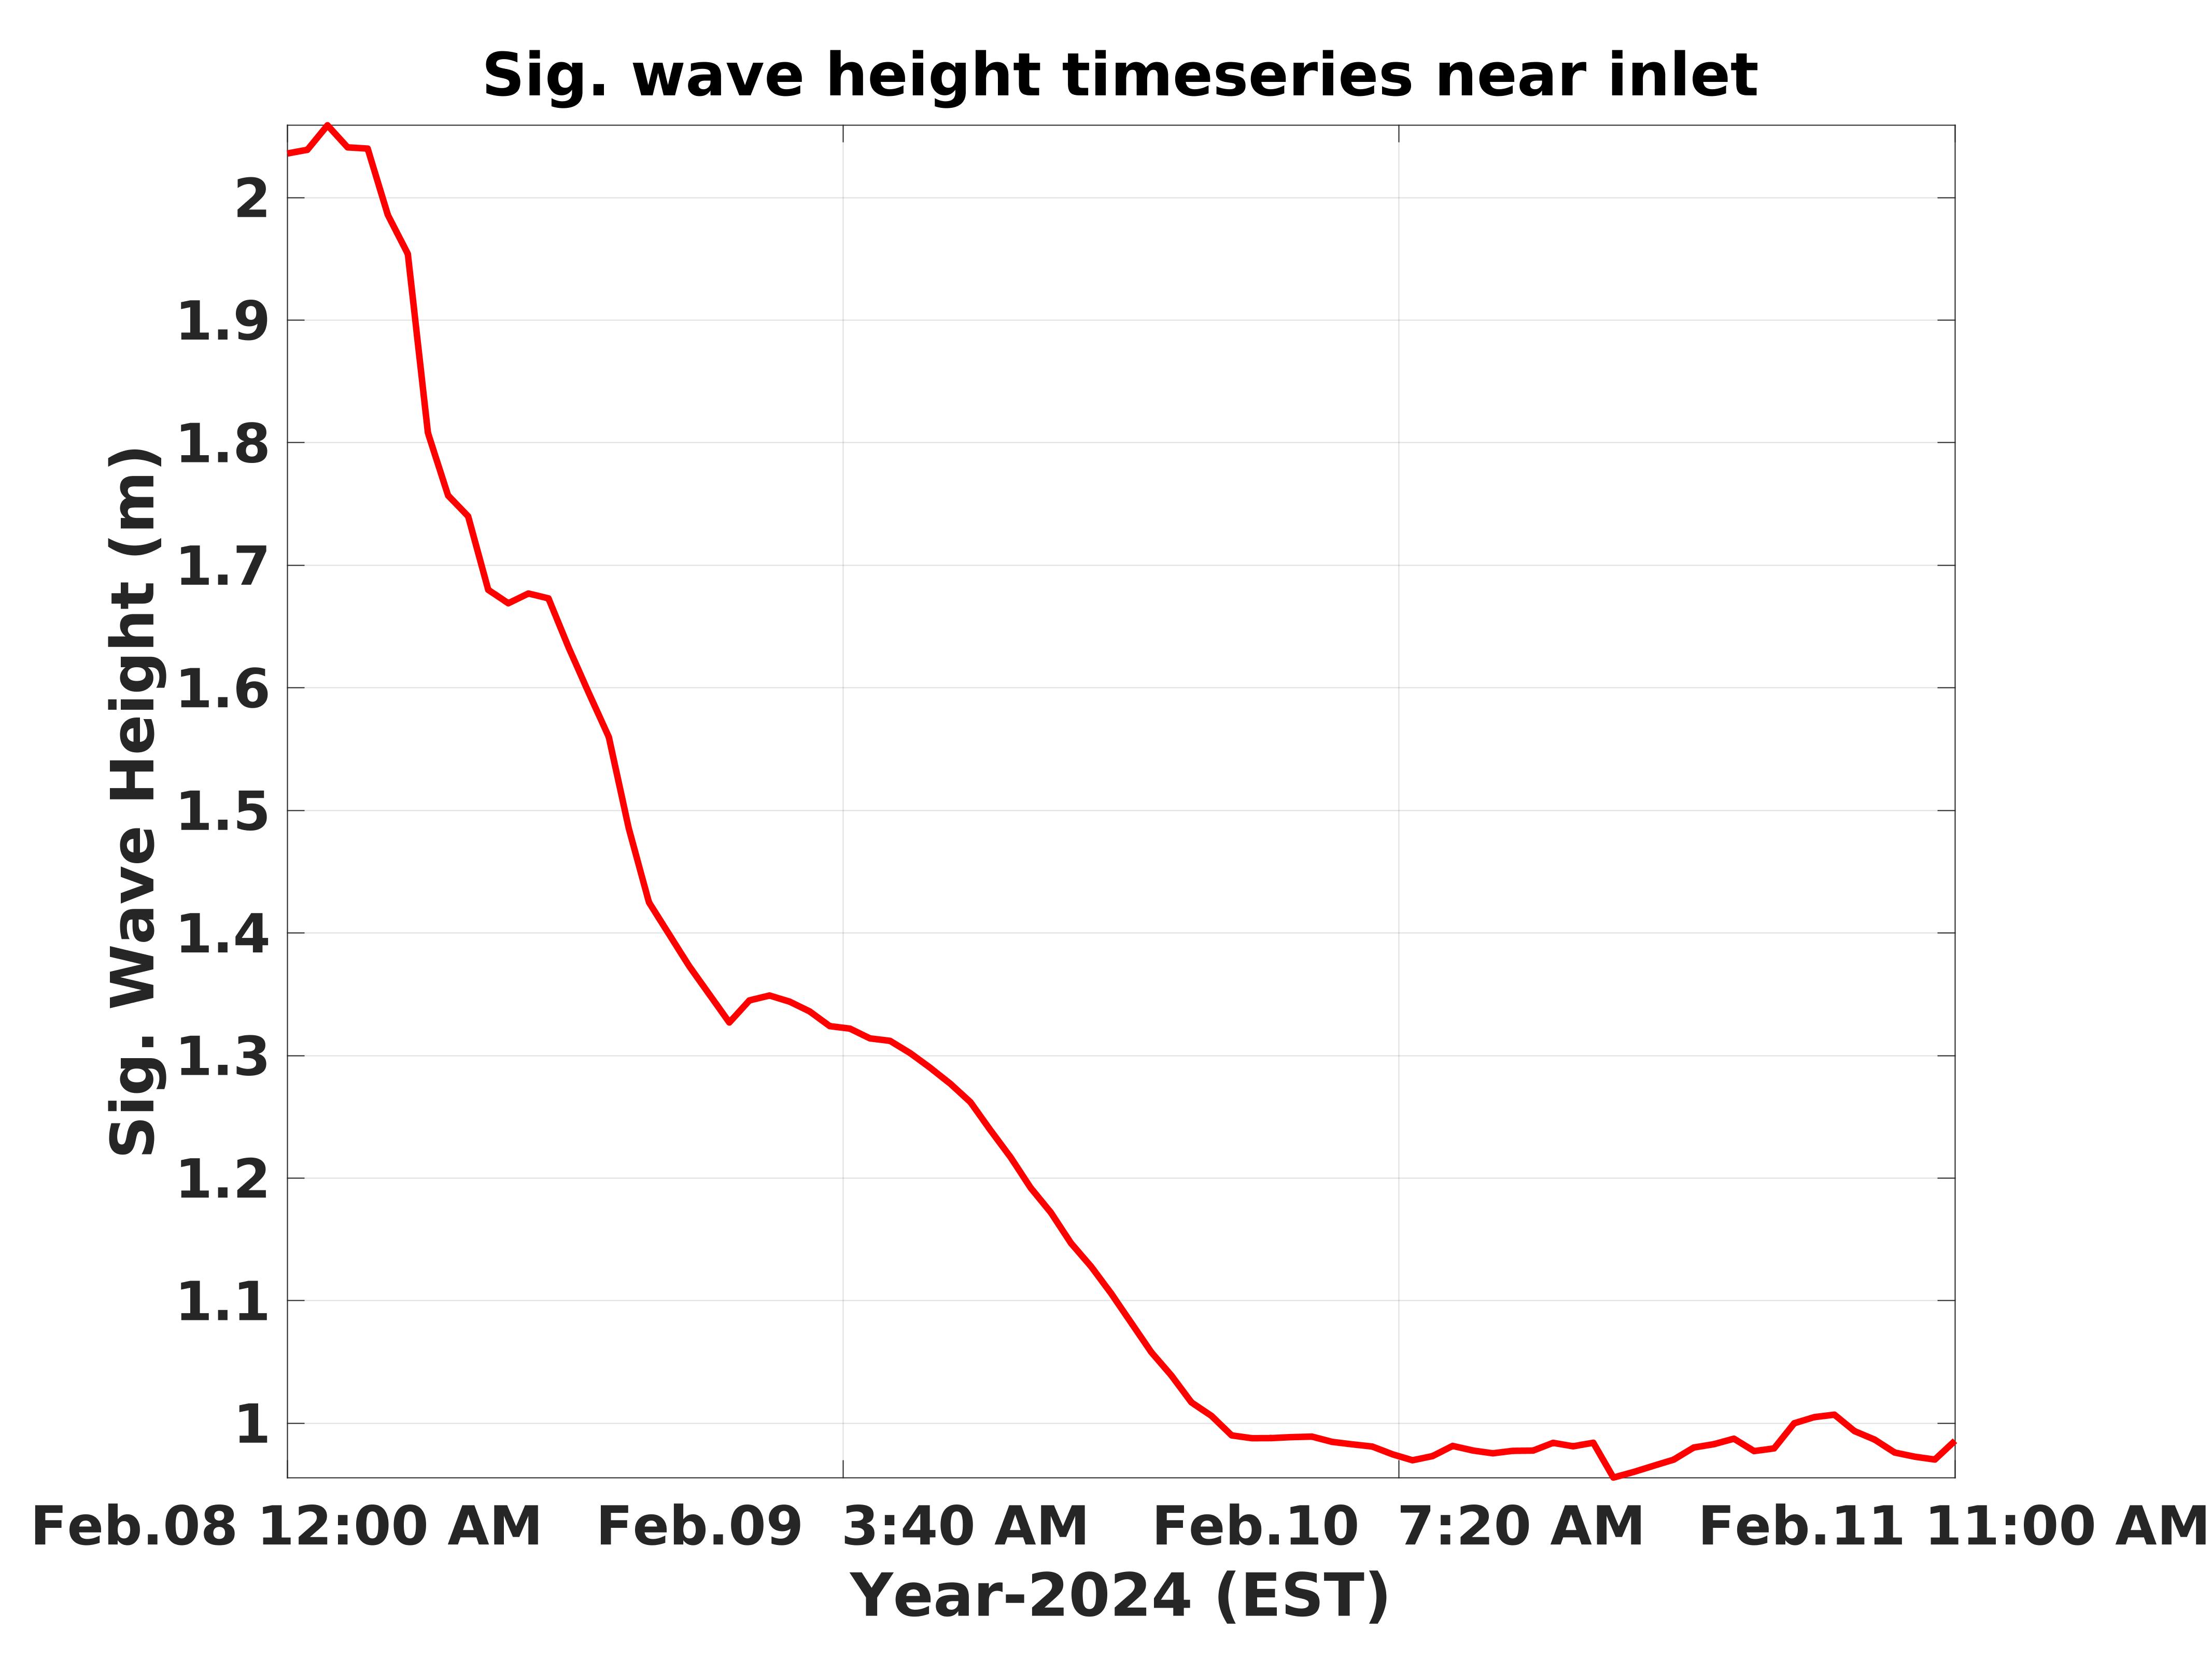 Sig. wave height timeseries near inlet
Sig. Wave Height (m)
2
1.9
1.8
1.7
1.6
1.5
1.4
1.3
1.2
1.1
1
Feb.08 12:00 AM Feb.09 3:40 AM Feb.10 7:20 AM Feb.11 11:00 AM
Year-2024 (EST)